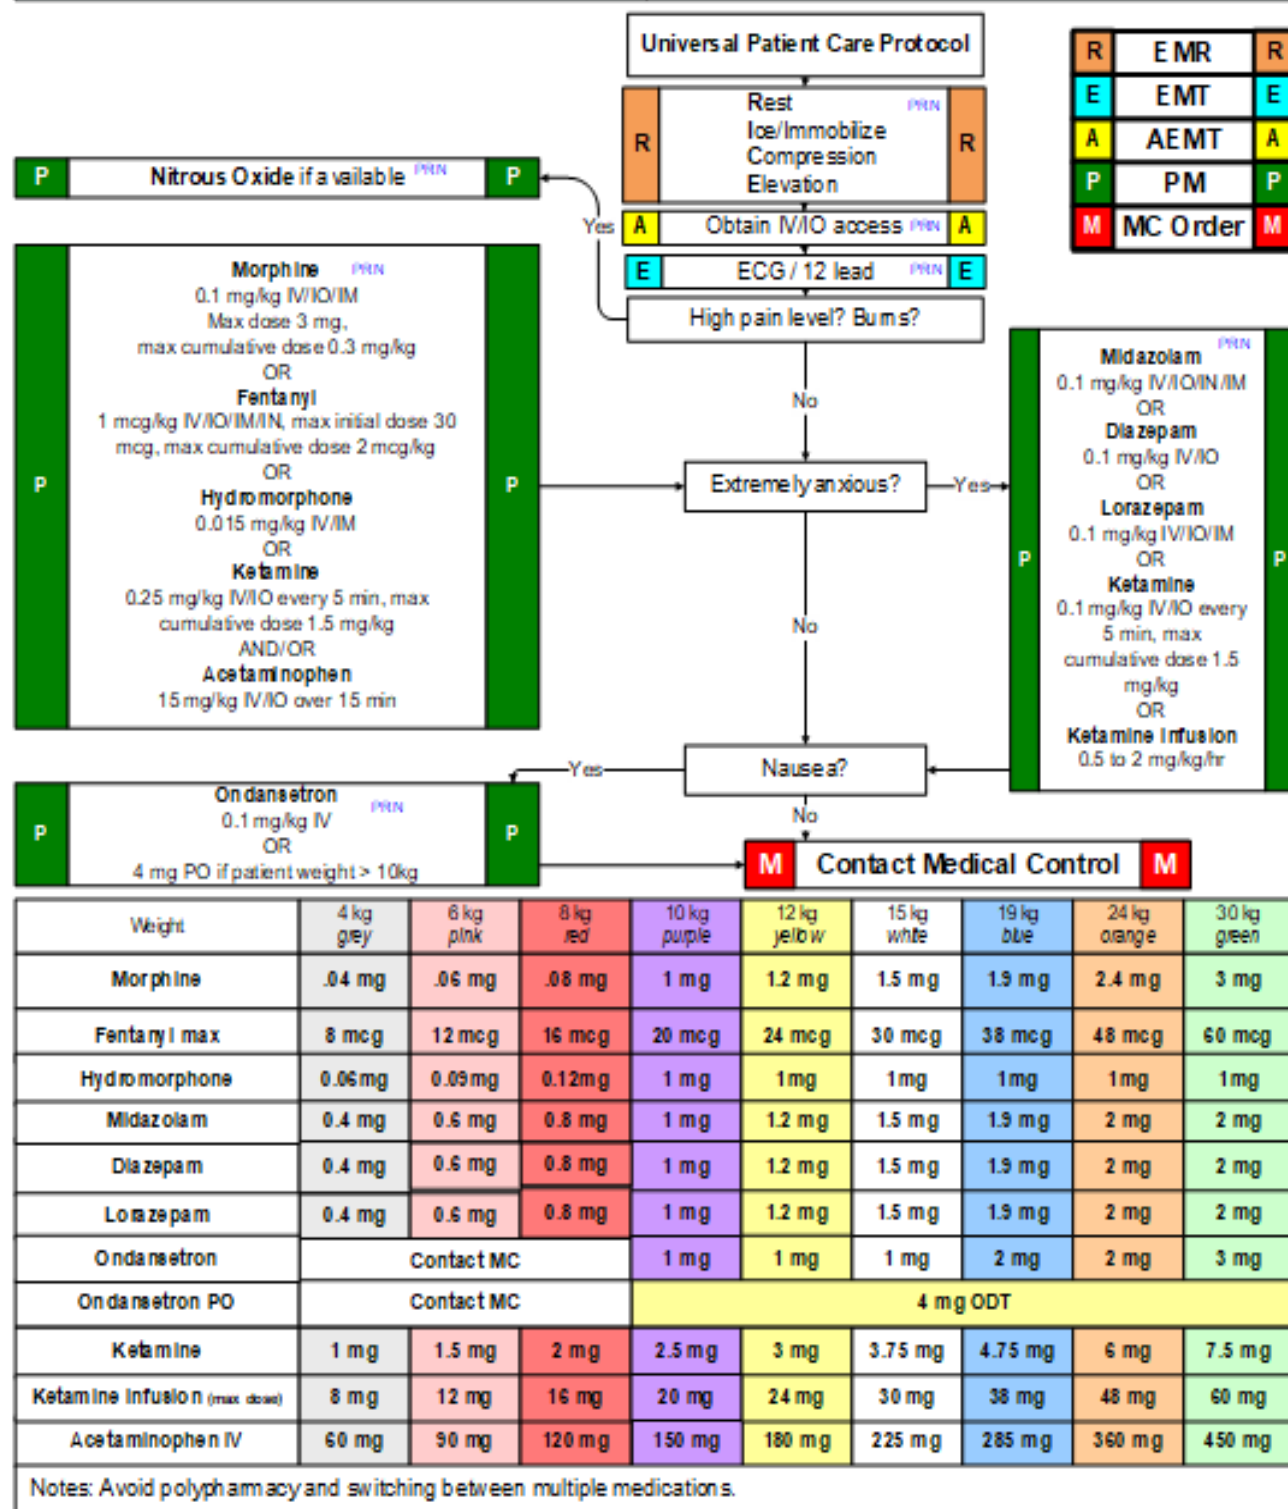 Universal Patient Care Protocol
R EMR R
E EMT E
A AEMT A
P PM P
M MC Order M
R Rest PRN R
Ice/Immobilize
Compression
Elevation
P Nitrous Oxide if available PRN P
Yes
A Obtain IV/IO access PRN A
E ECG / 12 lead PRN E
High pain level? Burns?
No
P P
Morphine PRN
0.1 mg/kg IV/IO/IM
Max dose 3 mg,
max cumulative dose 0.3 mg/kg
OR
Fentanyl
1 mcg/kg IV/IO/IM/IN, max initial dose 30
mcg, max cumulative dose 2 mcg/kg
OR
Hydromorphone
0.015 mg/kg IV/IM
OR
Ketamine
0.25 mg/kg IV/IO every 5 min, max
cumulative dose 1.5 mg/kg
AND/OR
Acetaminophen
15 mg/kg IV/IO over 15 min
Extremely anxious?
Yes
No
P P
PRN
Midazolam
0.1 mg/kg IV/IO/IN/IM
OR
Diazepam
0.1 mg/kg IV/IO
OR
Lorazepam
0.1 mg/kg IV/IO/IM
OR
Ketamine
0.1 mg/kg IV/IO every
5 min, max
cumulative dose 1.5
mg/kg
OR
Ketamine Infusion
0.5 to 2 mg/kg/hr
Nausea?
Yes
No
P P
Ondansetron PRN
0.1 mg/kg IV
OR
4 mg PO if patient weight > 10kg
M Contact Medical Control M
Weight 4 kg grey 6 kg pink 8 kg red 10 kg purple 12 kg yellow 15 kg white 19 kg blue 24 kg orange 30 kg green
Morphine .04 mg .06 mg .08 mg 1 mg 1.2 mg 1.5 mg 1.9 mg 2.4 mg 3 mg
Fentanyl max 8 mcg 12 mcg 16 mcg 20 mcg 24 mcg 30 mcg 38 mcg 48 mcg 60 mcg
Hydromorphone 0.06mg 0.09mg 0.12mg 1 mg 1mg 1mg 1mg 1mg 1mg
Midazolam 0.4 mg 0.6 mg 0.8 mg 1 mg 1.2 mg 1.5 mg 1.9 mg 2 mg 2 mg
Diazepam 0.4 mg 0.6 mg 0.8 mg 1 mg 1.2 mg 1.5 mg 1.9 mg 2 mg 2 mg
Lorazepam 0.4 mg 0.6 mg 0.8 mg 1 mg 1.2 mg 1.5 mg 1.9 mg 2 mg 2 mg
Ondansetron Contact MC 1 mg 1 mg 1 mg 2 mg 2 mg 3 mg
Ondansetron PO Contact MC 4 mg ODT
Ketamine 1 mg 1.5 mg 2 mg 2.5 mg 3 mg 3.75 mg 4.75 mg 6 mg 7.5 mg
Ketamine Infusion (max dose) 8 mg 12 mg 16 mg 20 mg 24 mg 30 mg 38 mg 48 mg 60 mg
Acetaminophen IV 60 mg 90 mg 120 mg 150 mg 180 mg 225 mg 285 mg 360 mg 450 mg
Notes: Avoid polypharmacy and switching between multiple medications.